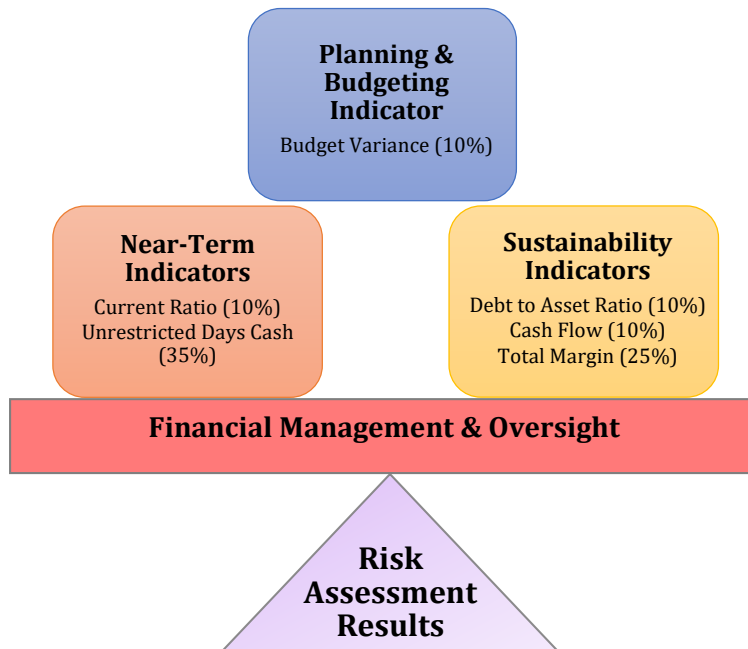 Planning &
Budgeting
Indicator
Budget Variance (10%)
Near-Term
Indicators
Current Ratio (10%)
Unrestricted Days Cash
(35%)
Sustainability
Indicators
Debt to Asset Ratio (10%)
Cash Flow (10%)
Total Margin (25%)
Financial Management & Oversight
Risk
Assessment
Results